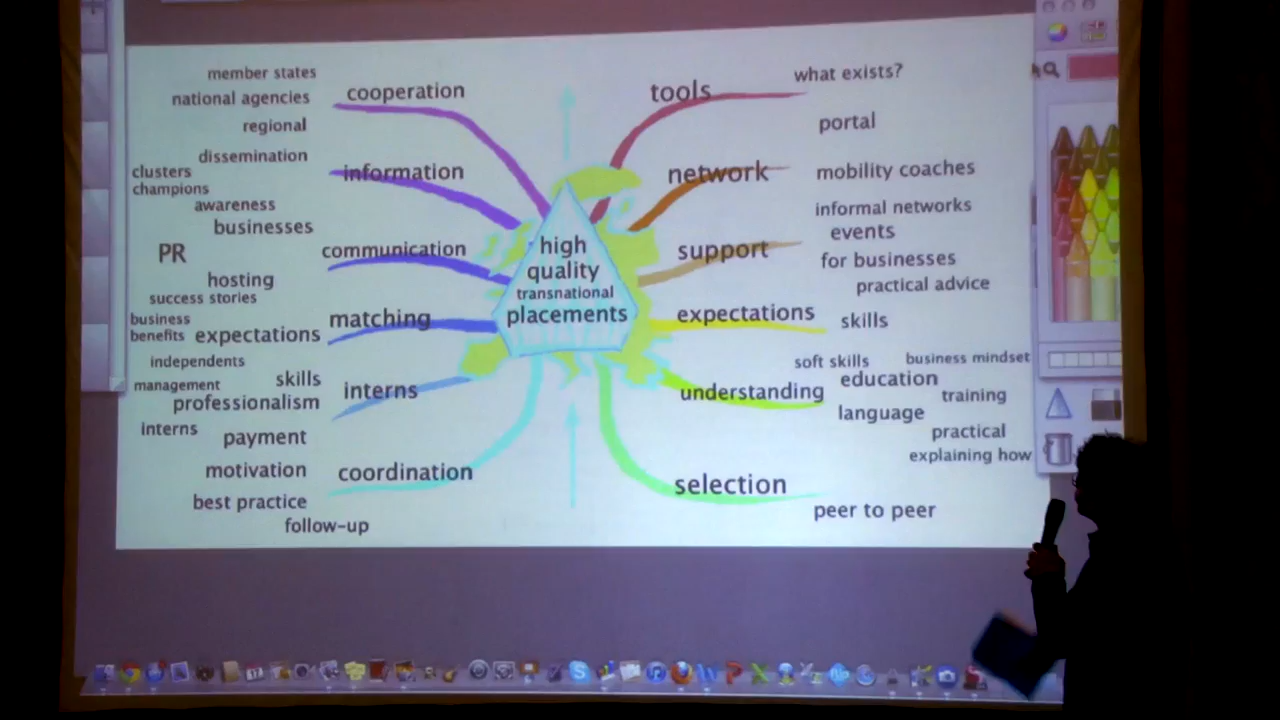 member states
national agencies
regional
cooperation
dissemination
clusters
champions
awareness
businesses
information
PR
communication
hosting
success stories
business
benefits
expectations
matching
independents
management
skills
professionalism
interns
interns
payment
motivation
best practice
follow-up
coordination
high
quality
transnational
placements
tools
what exists?
portal
network
mobility coaches
informal networks
events
support
for businesses
practical advice
expectations
skills
soft skills
business mindset
education
understanding
training
language
practical
explaining how
selection
peer to peer